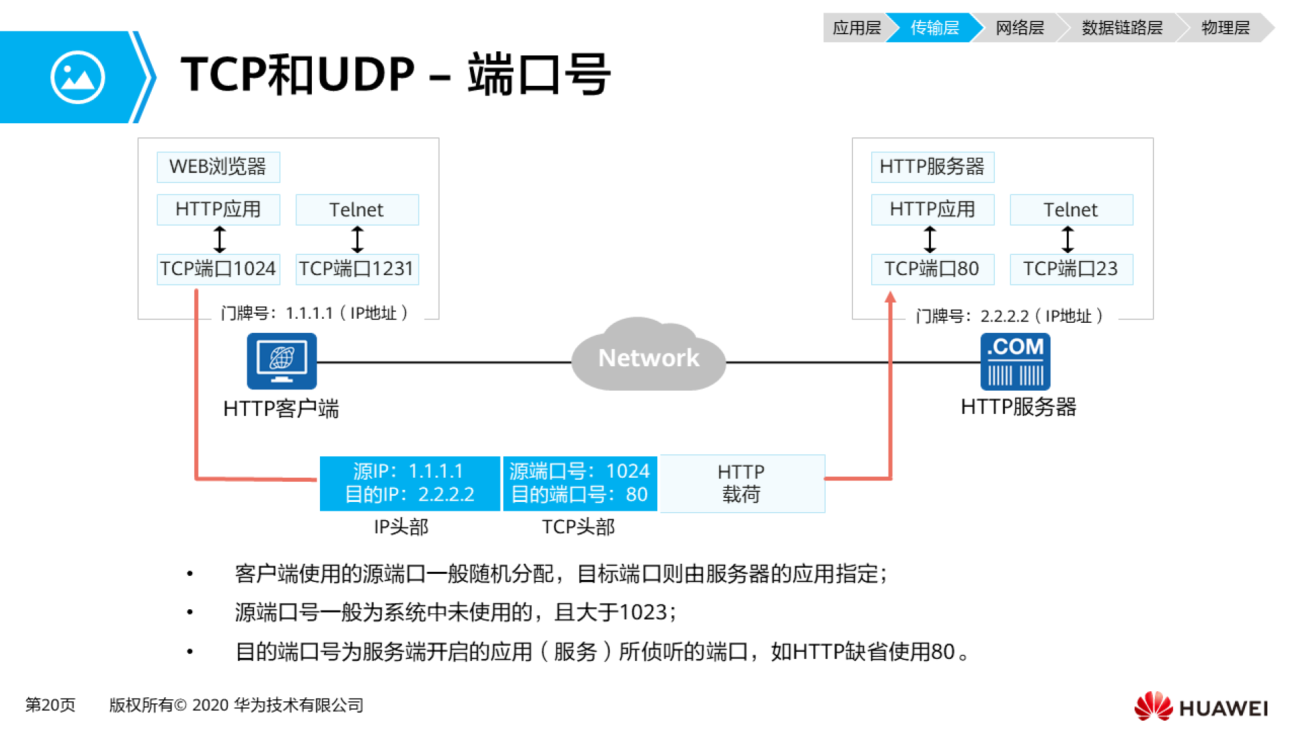 应用层 传输层 网络层 数据链路层 物理层
TCP和UDP – 端口号
WEB浏览器
HTTP应用 Telnet
TCP端口1024 TCP端口1231
门牌号：1.1.1.1（IP地址）
HTTP客户端
Network
HTTP服务器
HTTP应用 Telnet
TCP端口80 TCP端口23
门牌号：2.2.2.2（IP地址）
.COM
HTTP服务器
源IP：1.1.1.1
目的IP：2.2.2.2
源端口号：1024
目的端口号：80
HTTP
载荷
IP头部 TCP头部
• 客户端使用的源端口一般随机分配，目标端口则由服务器的应用指定；
• 源端口号一般为系统中未使用的，且大于1023；
• 目的端口号为服务端开启的应用（服务）所侦听的端口，如HTTP缺省使用80。
第20页 版权所有© 2020 华为技术有限公司
HUAWEI